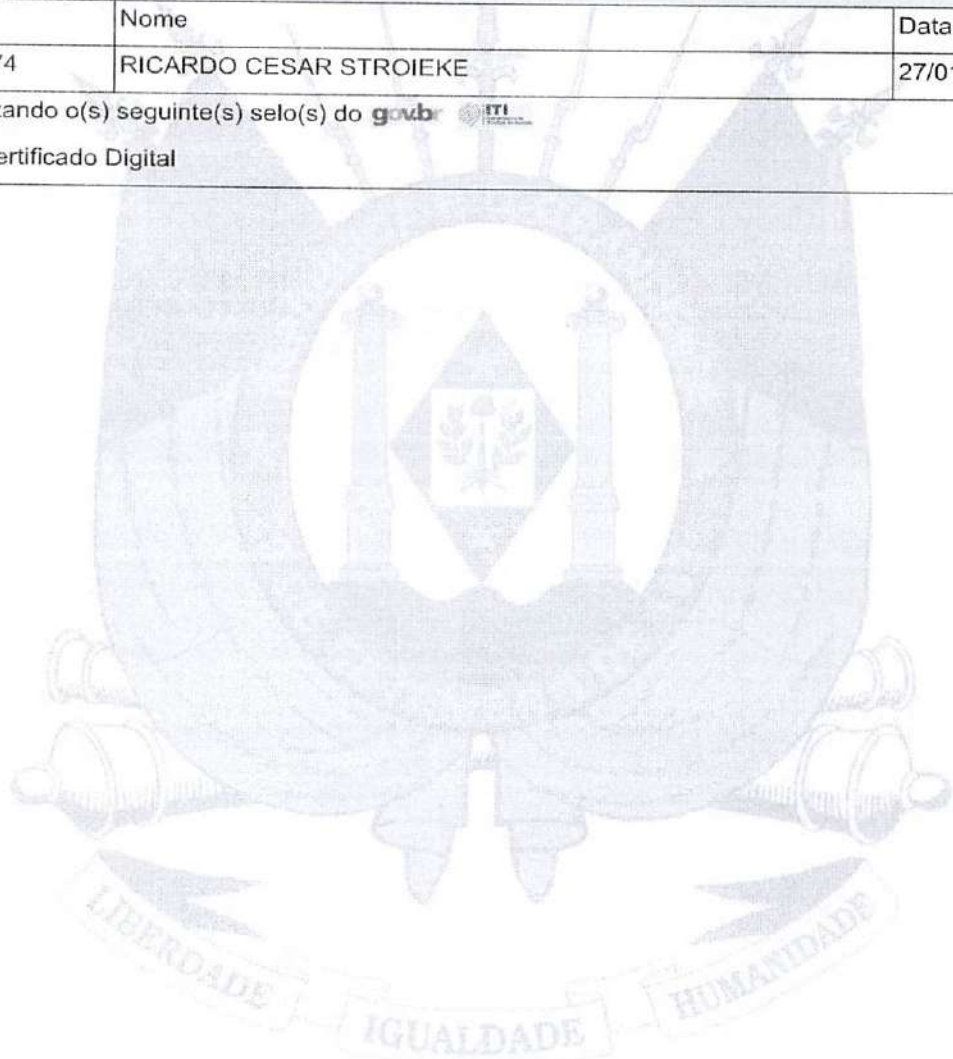 Nome Data
74 RICARDO CESAR STROIEKE 27/01
tando o(s) seguinte(s) selo(s) do gov.br ITI
ertificado Digital
LIBERDADE IGUALDADE HUMANIDADE